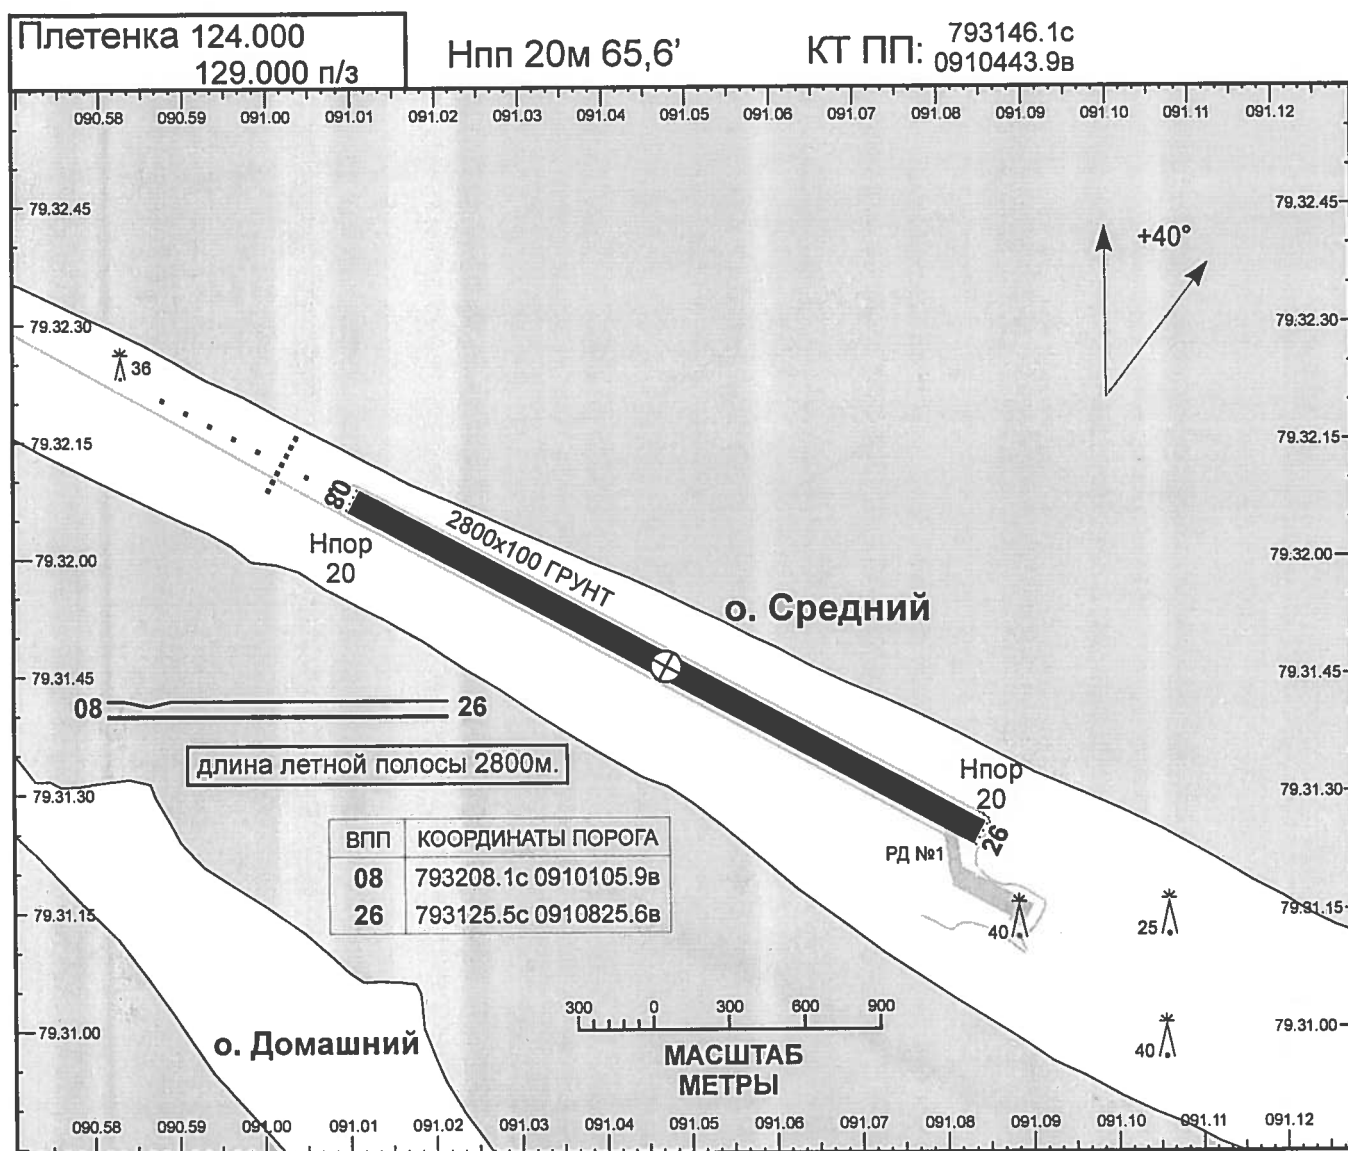 Плетенка 124.000
129.000 п/з
Нпп 20м 65,6'
КТ ПП: 793146.1с
0910443.9в
090.58 090.59 091.00 091.01 091.02 091.03 091.04 091.05 091.06 091.07 091.08 091.09 091.10 091.11 091.12
79.32.45 79.32.45
+40°
79.32.30 79.32.30
36
79.32.15 79.32.15
08
2800x100 ГРУНТ
Нпор
20
79.32.00 79.32.00
о. Средний
79.31.45 79.31.45
08 26
длина летной полосы 2800м.
Нпор
20
79.31.30 79.31.30
26
ВПП КООРДИНАТЫ ПОРОГА
08 793208.1с 0910105.9в
26 793125.5с 0910825.6в
РД №1
79.31.15 79.31.15
40
25
300 0 300 600 900
МАСШТАБ
МЕТРЫ
79.31.00 79.31.00
о. Домашний
40
090.58 090.59 091.00 091.01 091.02 091.03 091.04 091.05 091.06 091.07 091.08 091.09 091.10 091.11 091.12